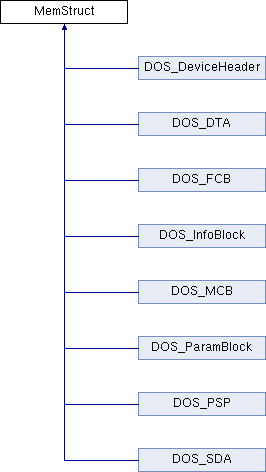 MemStruct
DOS_DeviceHeader
DOS_DTA
DOS_FCB
DOS_InfoBlock
DOS_MCB
DOS_ParamBlock
DOS_PSP
DOS_SDA